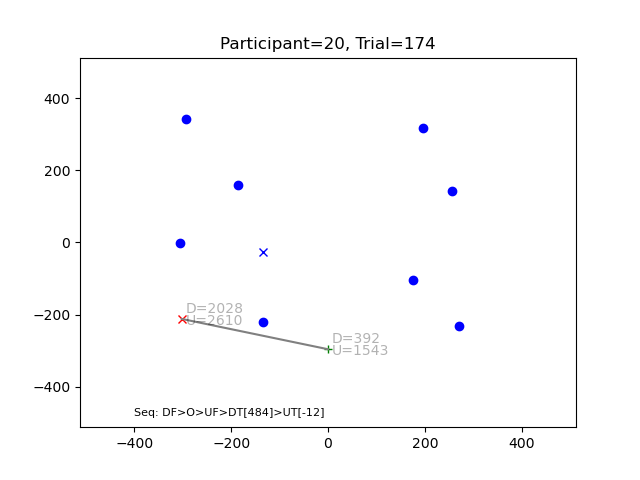 Participant=20, Trial=174
400
200
0
−200
−400
D=2028
U=2610
D=392
U=1543
Seq: DF>O>UF>DT[484]>UT[-12]
−400
−200
0
200
400